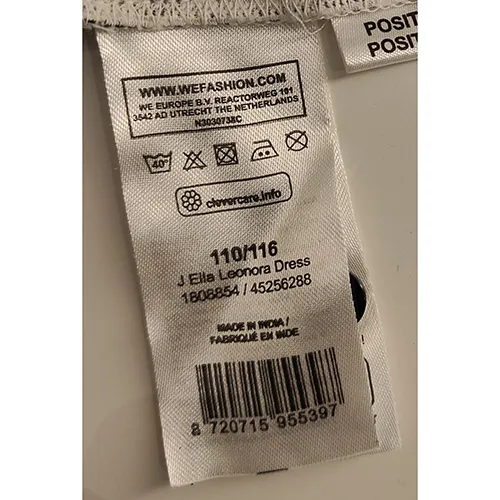 POSIT
POSIT
WWW.WEFASHION.COM
WE EUROPE B.V. REACTORWEG 101
3542 AD UTRECHT THE NETHERLANDS
N3030738C
40°
clevercare.info
110/116
J Ella Leonora Dress
1808854 / 45256288
MADE IN INDIA /
FABRIQUÉ EN INDE
8 720715 955397